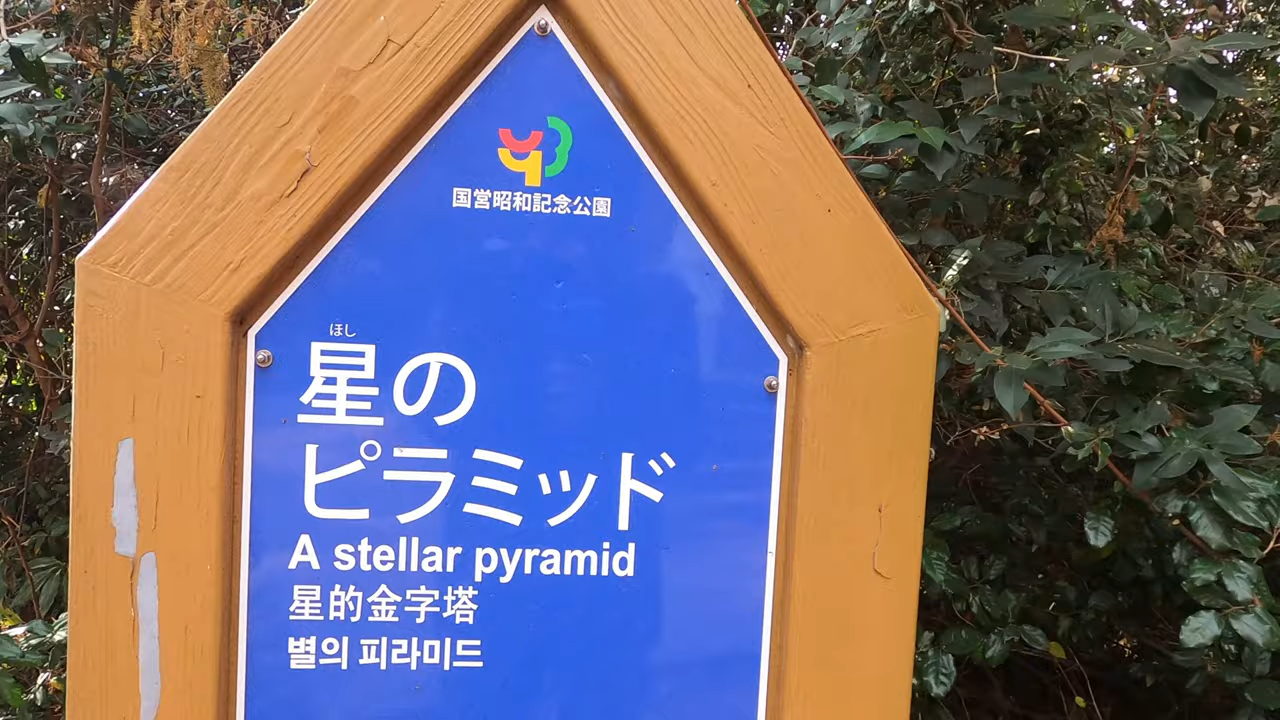 国営昭和記念公園
ほし
星の
ピラミッド
A stellar pyramid
星的金字塔
별의 피라미드